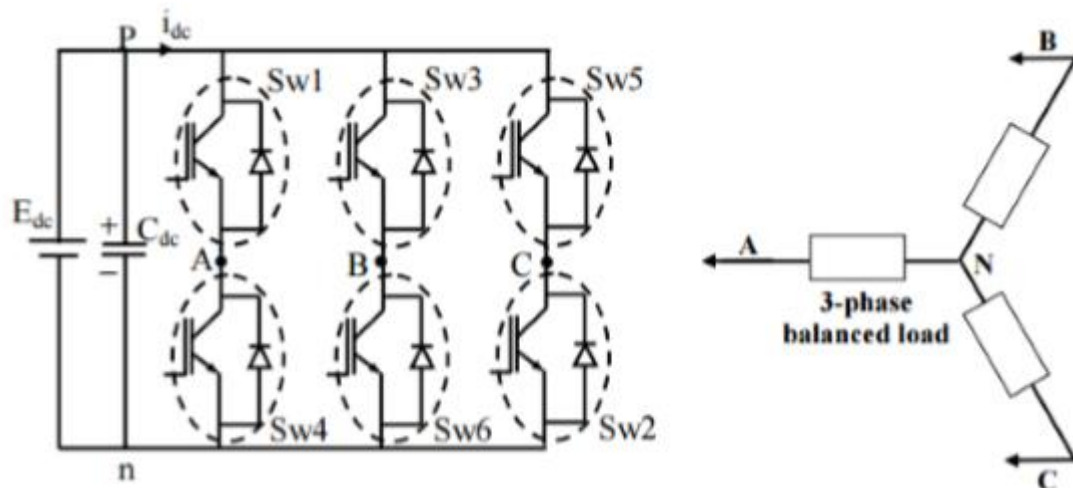 P
i_dc
Sw1
Sw3
Sw5
E_dc
+
C_dc
−
A
B
C
Sw4
Sw6
Sw2
n
B
A
N
3-phase
balanced load
C